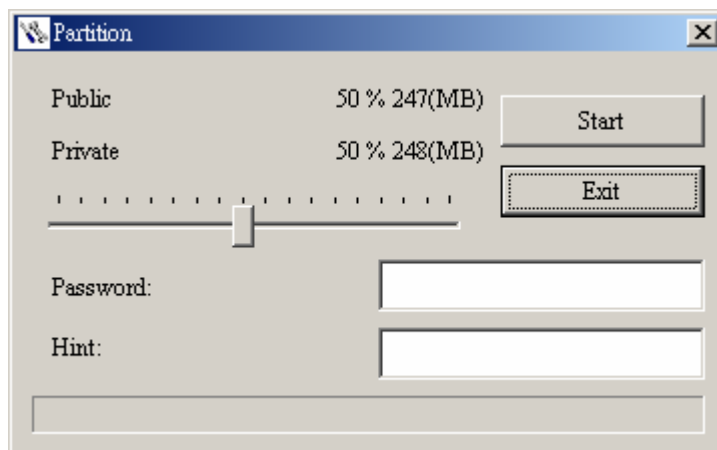 Partition
Public 50 % 247(MB)
Start
Private 50 % 248(MB)
Exit
Password:
Hint: